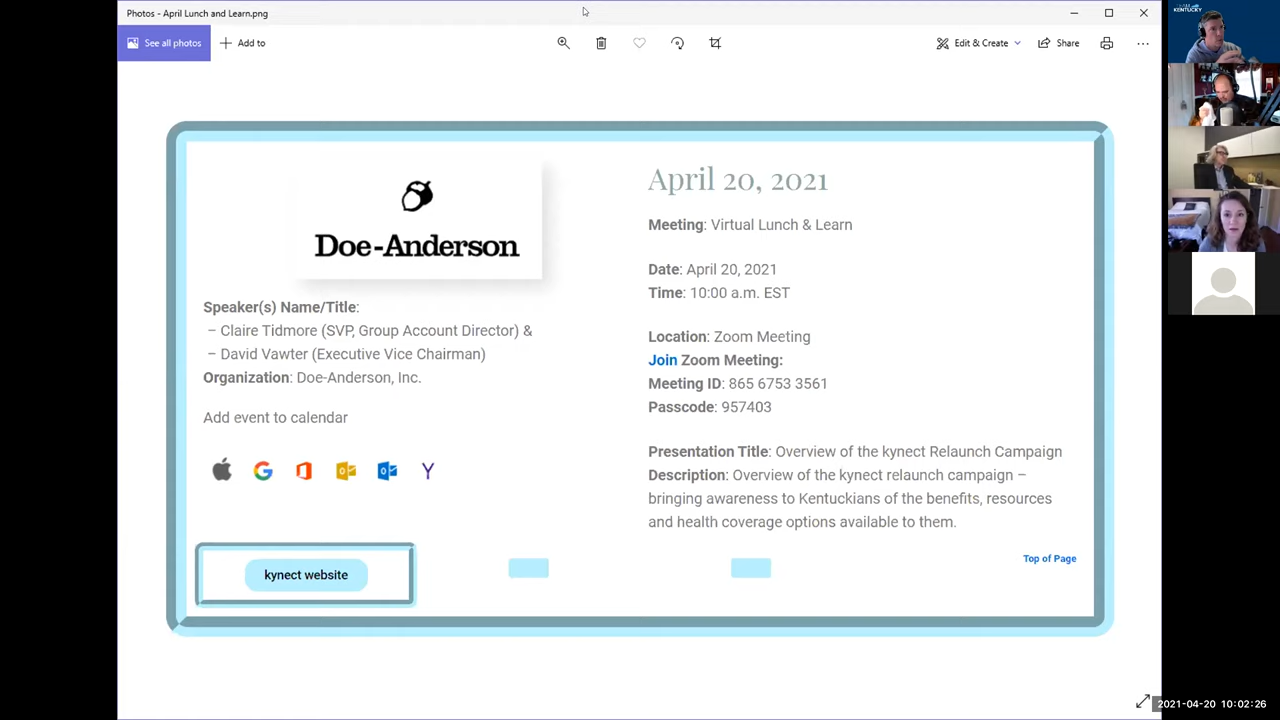 Photos - April Lunch and Learn.png
See all photos
Add to
Edit & Create
Share
KENTUCKY
Doe-Anderson
Speaker(s) Name/Title:
– Claire Tidmore (SVP, Group Account Director) &
– David Vawter (Executive Vice Chairman)
Organization: Doe-Anderson, Inc.
Add event to calendar
kynect website
April 20, 2021
Meeting: Virtual Lunch & Learn
Date: April 20, 2021
Time: 10:00 a.m. EST
Location: Zoom Meeting
Join Zoom Meeting:
Meeting ID: 865 6753 3561
Passcode: 957403
Presentation Title: Overview of the kynect Relaunch Campaign
Description: Overview of the kynect relaunch campaign –
bringing awareness to Kentuckians of the benefits, resources
and health coverage options available to them.
Top of Page
2021-04-20 10:02:26